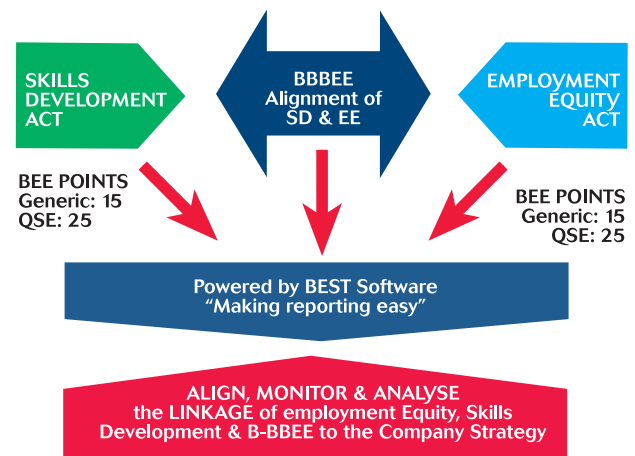 SKILLS
DEVELOPMENT
ACT
BBBEE
Alignment of
SD & EE
EMPLOYMENT
EQUITY
ACT
BEE POINTS
Generic: 15
QSE: 25
BEE POINTS
Generic: 15
QSE: 25
Powered by BEST Software
“Making reporting easy”
ALIGN, MONITOR & ANALYSE
the LINKAGE of employment Equity, Skills
Development & B-BBEE to the Company Strategy